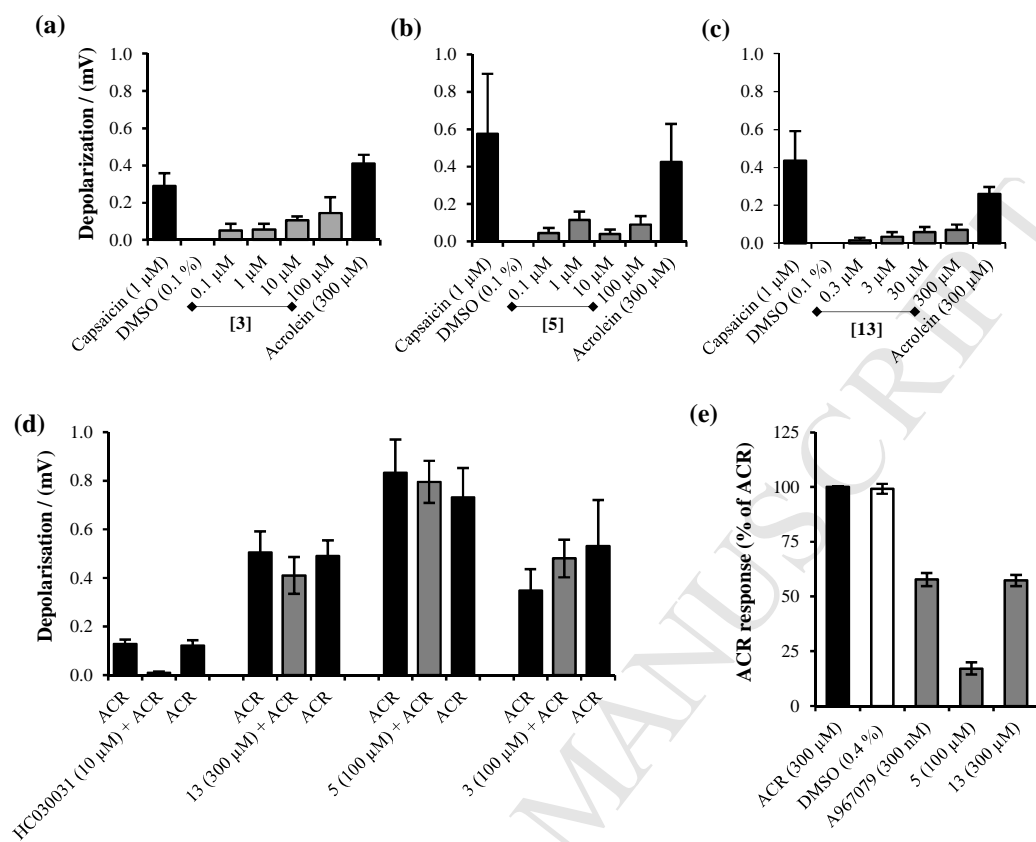 (a)
Depolarization / (mV)
1.0
0.8
0.6
0.4
0.2
0.0
Capsaicin (1 µM)
DMSO (0.1 %)
0.1 µM
1 µM
10 µM
100 µM
Acrolein (300 µM)
[3]
(b)
1.0
0.8
0.6
0.4
0.2
0.0
Capsaicin (1 µM)
DMSO (0.1 %)
0.1 µM
1 µM
10 µM
100 µM
Acrolein (300 µM)
[5]
(c)
1.0
0.8
0.6
0.4
0.2
0.0
Capsaicin (1 µM)
DMSO (0.1 %)
0.3 µM
3 µM
30 µM
300 µM
Acrolein (300 µM)
[13]
(d)
Depolarisation / (mV)
1.0
0.8
0.6
0.4
0.2
0.0
ACR
HC030031 (10 µM) + ACR
ACR
ACR
13 (300 µM) + ACR
ACR
ACR
5 (100 µM) + ACR
ACR
ACR
3 (100 µM) + ACR
ACR
(e)
ACR response (% of ACR)
125
100
75
50
25
0
ACR (300 µM)
DMSO (0.4 %)
A967079 (300 nM)
5 (100 µM)
13 (300 µM)
MANUSCRIPT